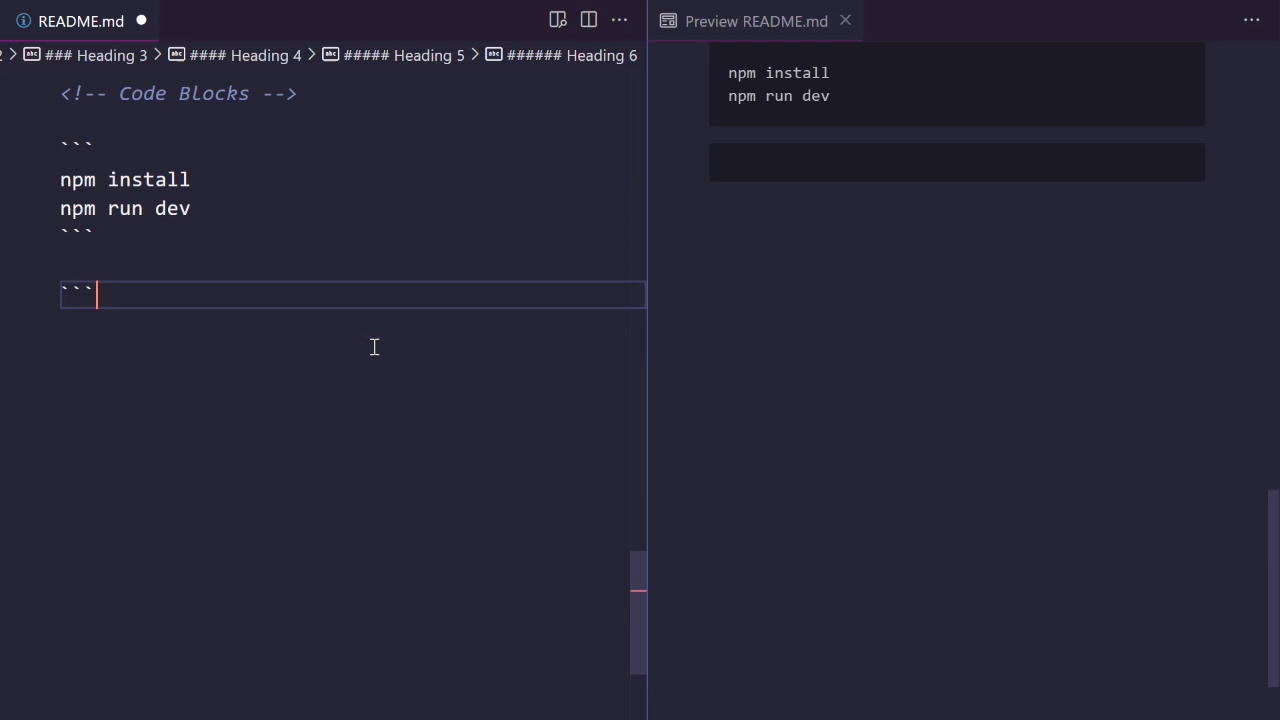 README.md
Preview README.md
2 > ### Heading 3 > #### Heading 4 > ##### Heading 5 > ###### Heading 6
<!-- Code Blocks -->
```
npm install
npm run dev
```
```
npm install
npm run dev